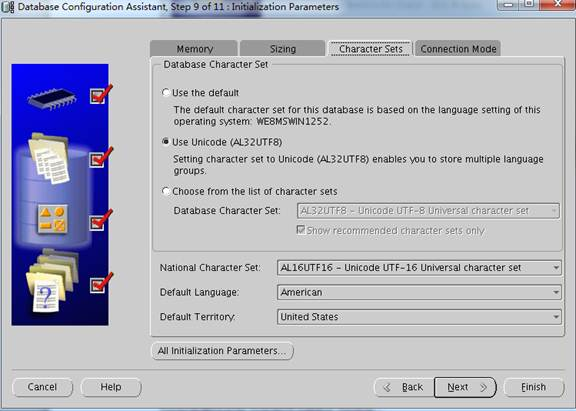 Database Configuration Assistant, Step 9 of 11 : Initialization Parameters
Memory
Sizing
Character Sets
Connection Mode
Database Character Set
Use the default
The default character set for this database is based on the language setting of this
operating system: WE8MSWIN1252.
Use Unicode (AL32UTF8)
Setting character set to Unicode (AL32UTF8) enables you to store multiple language
groups.
Choose from the list of character sets
Database Character Set: AL32UTF8 - Unicode UTF-8 Universal character set
Show recommended character sets only
National Character Set: AL16UTF16 - Unicode UTF-16 Universal character set
Default Language: American
Default Territory: United States
All Initialization Parameters...
Cancel
Help
Back
Next
Finish